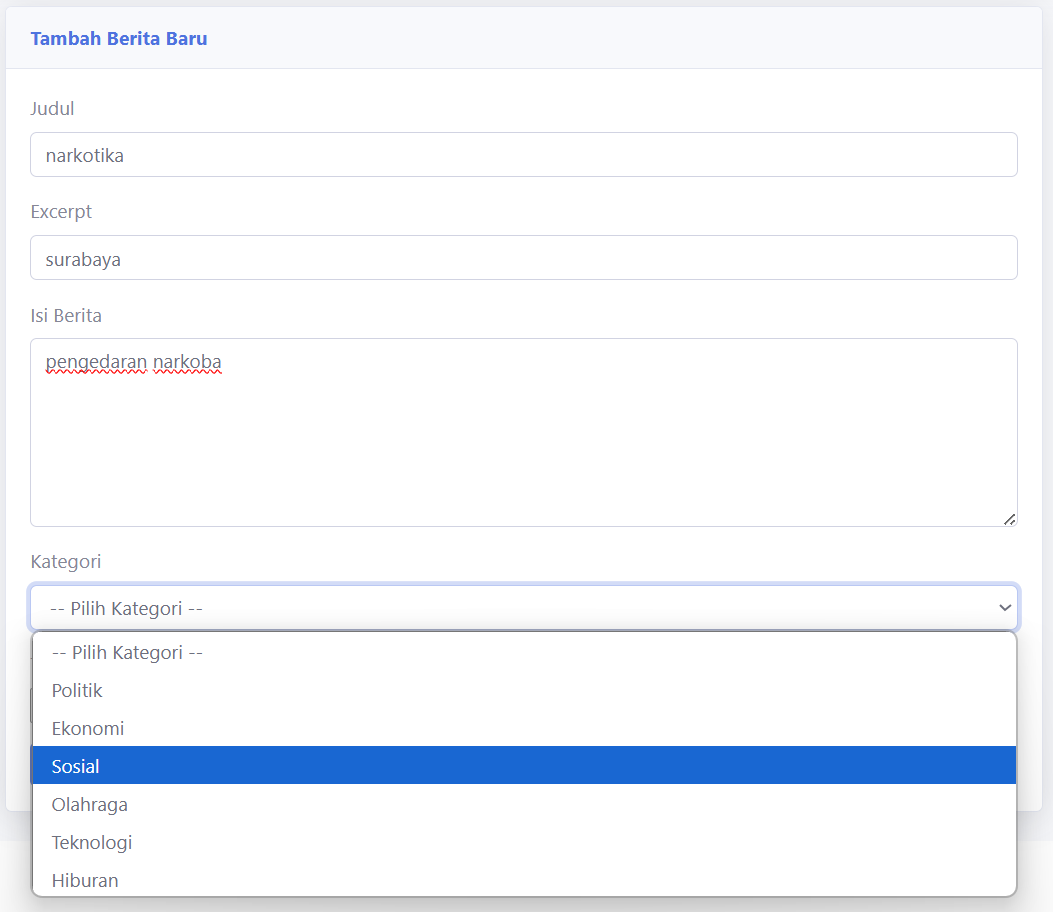 Tambah Berita Baru
Judul
narkotika
Excerpt
surabaya
Isi Berita
pengedaran narkoba
Kategori
-- Pilih Kategori --
-- Pilih Kategori --
Politik
Ekonomi
Sosial
Olahraga
Teknologi
Hiburan